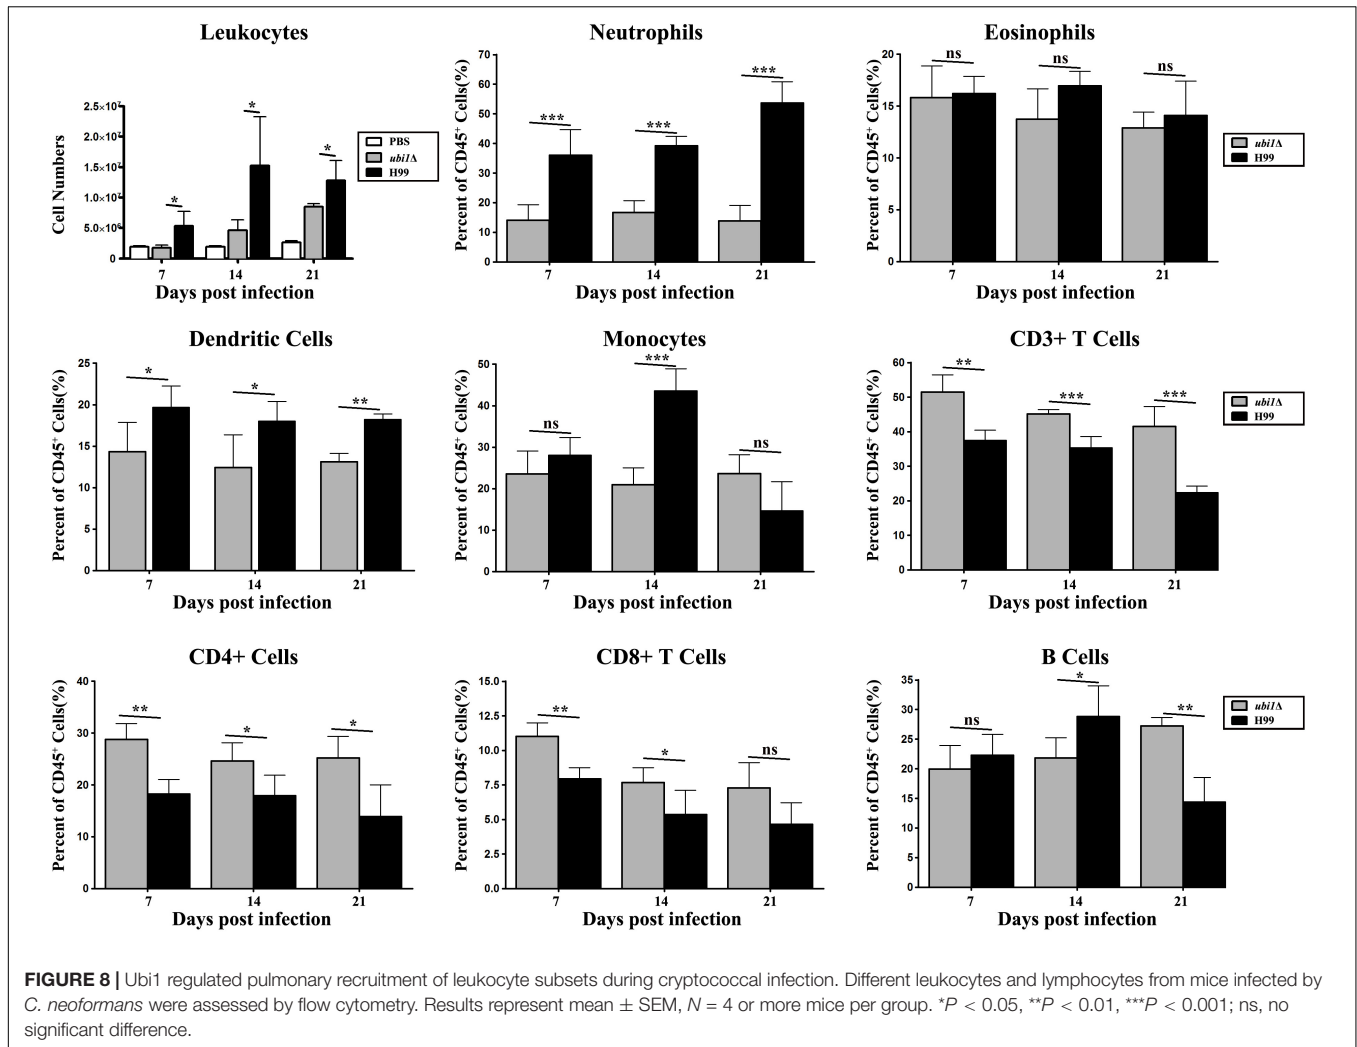 Leukocytes
Cell Numbers
2.5×10⁷
2.0×10⁷
1.5×10⁷
1.0×10⁷
5.0×10⁶
0
*
*
*
7
14
21
Days post infection
PBS
ubi1Δ
H99
Neutrophils
Percent of CD45⁺ Cells(%)
70
60
50
40
30
20
10
0
***
***
***
7
14
21
Days post infection
Eosinophils
Percent of CD45⁺ Cells(%)
20
15
10
5
0
ns
ns
ns
7
14
21
Days post infection
ubi1Δ
H99
Dendritic Cells
Percent of CD45⁺ Cells(%)
25
20
15
10
5
0
*
*
**
7
14
21
Days post infection
Monocytes
Percent of CD45⁺ Cells(%)
50
40
30
20
10
0
ns
***
ns
7
14
21
Days post infection
CD3+ T Cells
Percent of CD45⁺ Cells(%)
60
50
40
30
20
10
0
**
***
***
7
14
21
Days post infection
ubi1Δ
H99
CD4+ Cells
Percent of CD45⁺ Cells(%)
40
30
20
10
0
**
*
*
7
14
21
Days post infection
CD8+ T Cells
Percent of CD45⁺ Cells(%)
15.0
12.5
10.0
7.5
5.0
2.5
0.0
**
*
ns
7
14
21
Days post infection
B Cells
Percent of CD45⁺ Cells(%)
35
30
25
20
15
10
5
0
ns
*
**
7
14
21
Days post infection
ubi1Δ
H99
FIGURE 8 | Ubi1 regulated pulmonary recruitment of leukocyte subsets during cryptococcal infection. Different leukocytes and lymphocytes from mice infected by
C. neoformans were assessed by flow cytometry. Results represent mean ± SEM, N = 4 or more mice per group. *P < 0.05, **P < 0.01, ***P < 0.001; ns, no
significant difference.